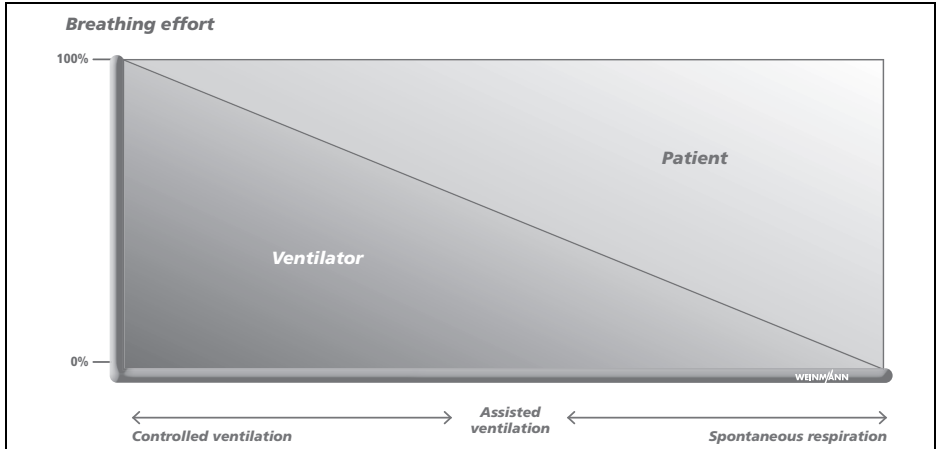 Breathing effort
100%
Patient
Ventilator
0%
WEINMANN
Assisted
ventilation
Controlled ventilation
Spontaneous respiration